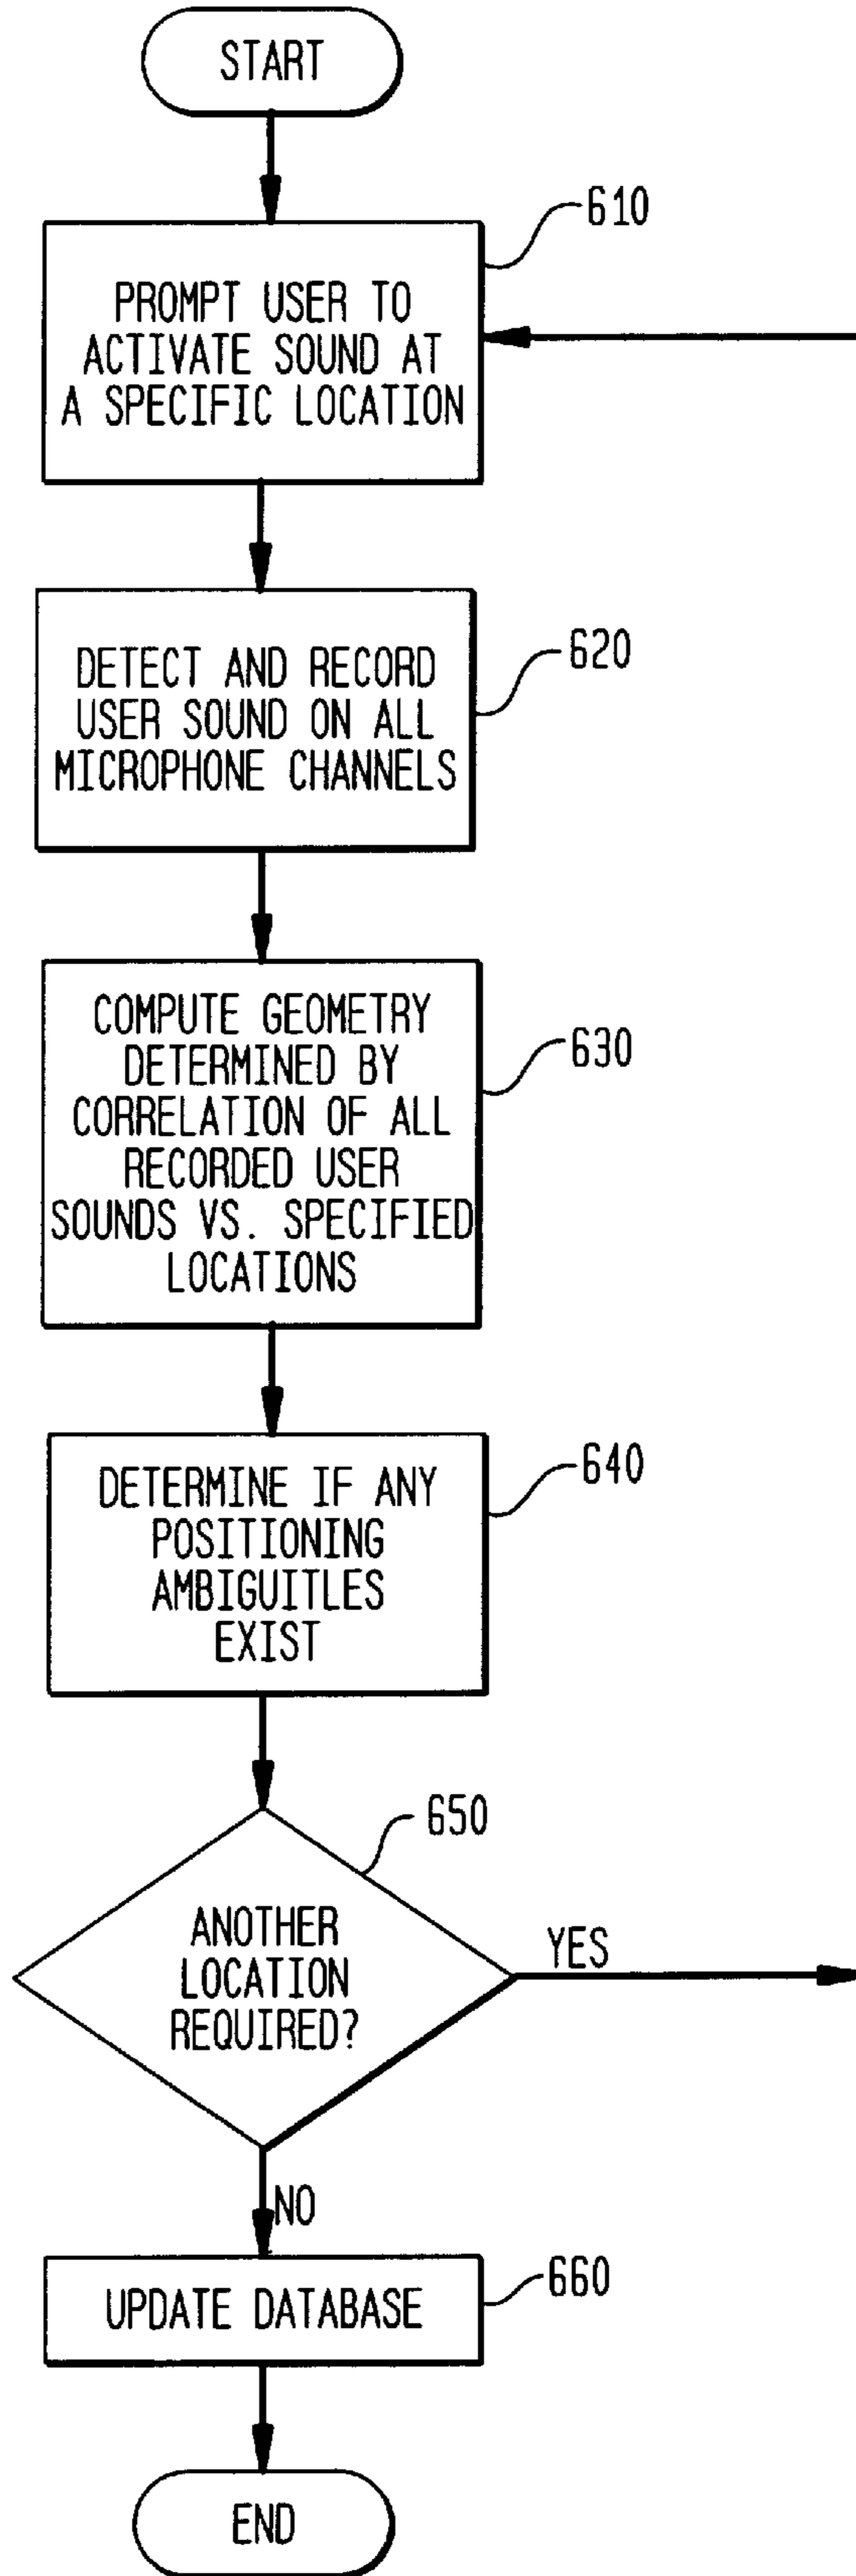 START
610
PROMPT USER TO
ACTIVATE SOUND AT
A SPECIFIC LOCATION
620
DETECT AND RECORD
USER SOUND ON ALL
MICROPHONE CHANNELS
630
COMPUTE GEOMETRY
DETERMINED BY
CORRELATION OF ALL
RECORDED USER
SOUNDS VS. SPECIFIED
LOCATIONS
640
DETERMINE IF ANY
POSITIONING
AMBIGUITLES
EXIST
650
ANOTHER
LOCATION
REQUIRED?
YES
NO
660
UPDATE DATABASE
END